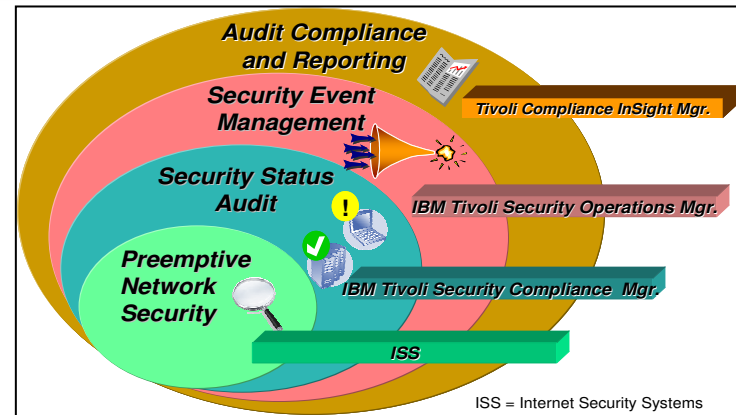 Audit Compliance
and Reporting
Security Event
Management
Tivoli Compliance InSight Mgr.
Security Status
Audit
!
IBM Tivoli Security Operations Mgr.
Preemptive
Network
Security
IBM Tivoli Security Compliance Mgr.
ISS
ISS = Internet Security Systems